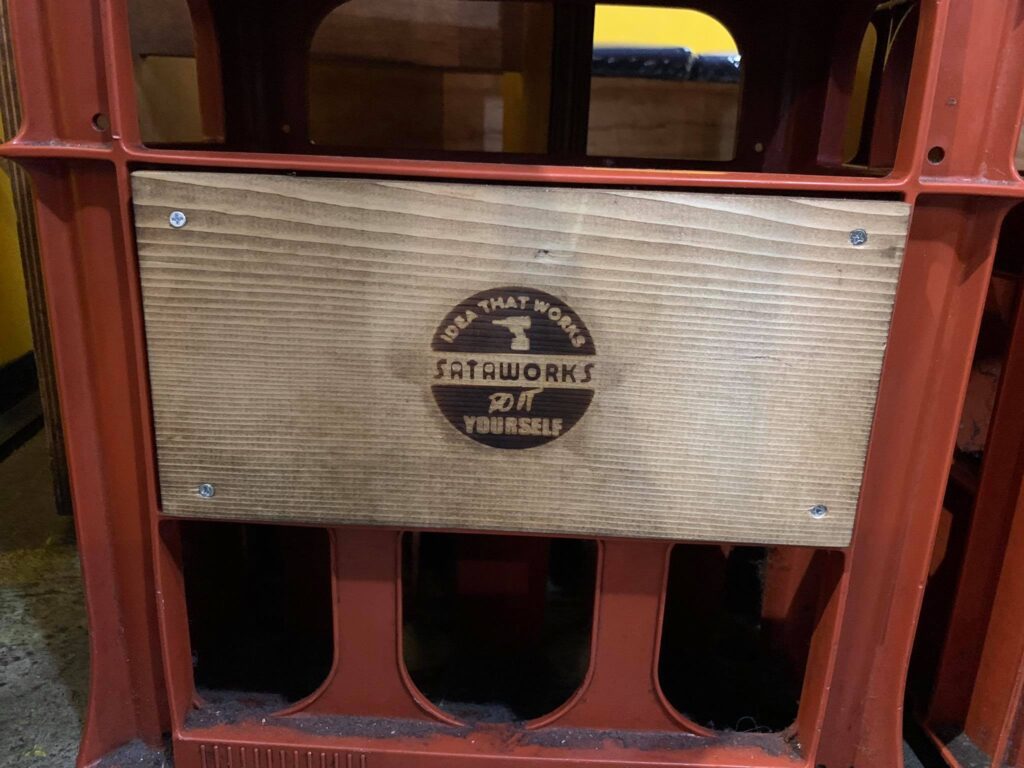 IDEA THAT WORKS
SATAWORKS
DO IT
YOURSELF